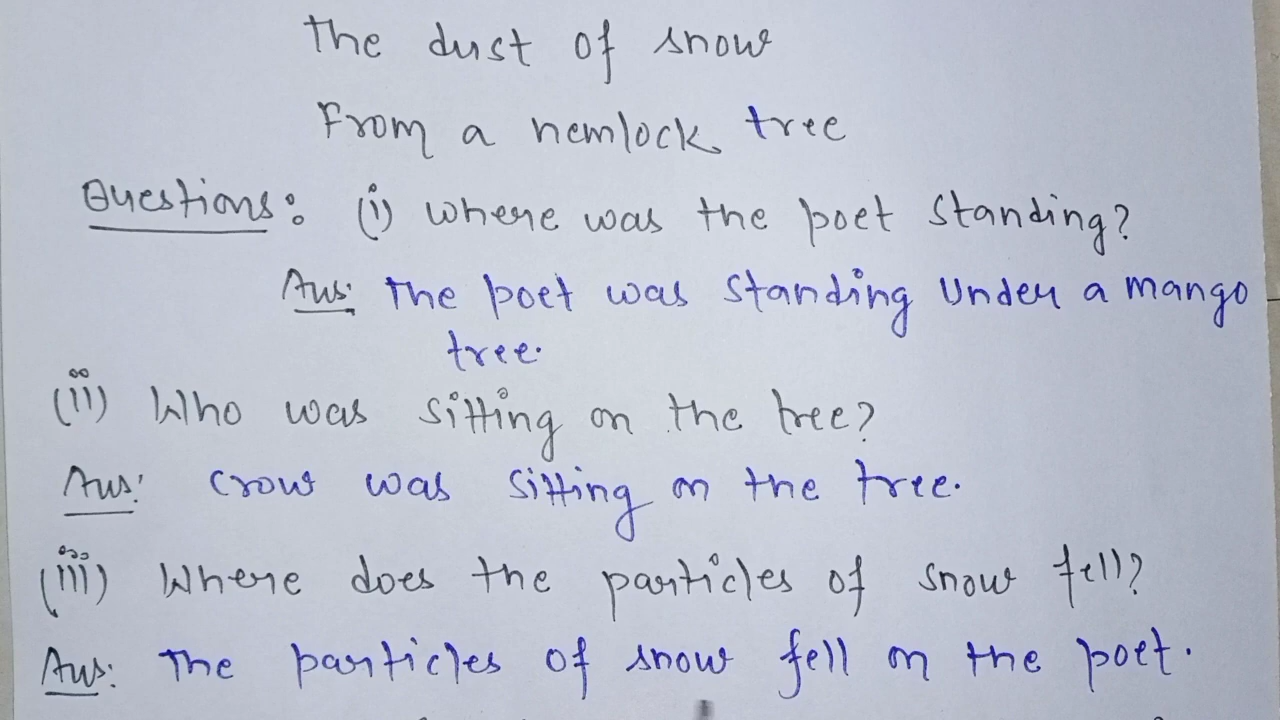 The dust of snow
From a hemlock tree
Questions: (i) Where was the poet standing?
Ans: The poet was standing under a mango
tree.
(ii) Who was sitting on the tree?
Ans: Crow was sitting on the tree.
(iii) Where does the particles of snow fell?
Ans: The particles of snow fell on the poet.